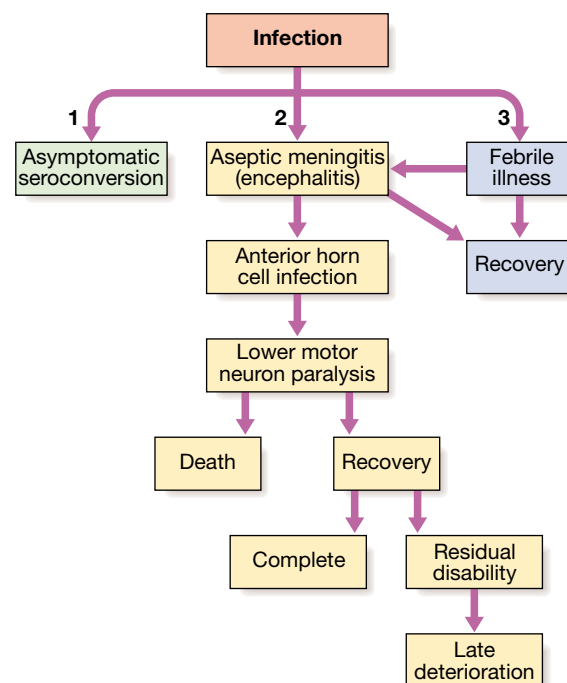 Infection
1
2
3
Asymptomatic
seroconversion
Aseptic meningitis
(encephalitis)
Febrile
illness
Anterior horn
cell infection
Recovery
Lower motor
neuron paralysis
Death
Recovery
Complete
Residual
disability
Late
deterioration